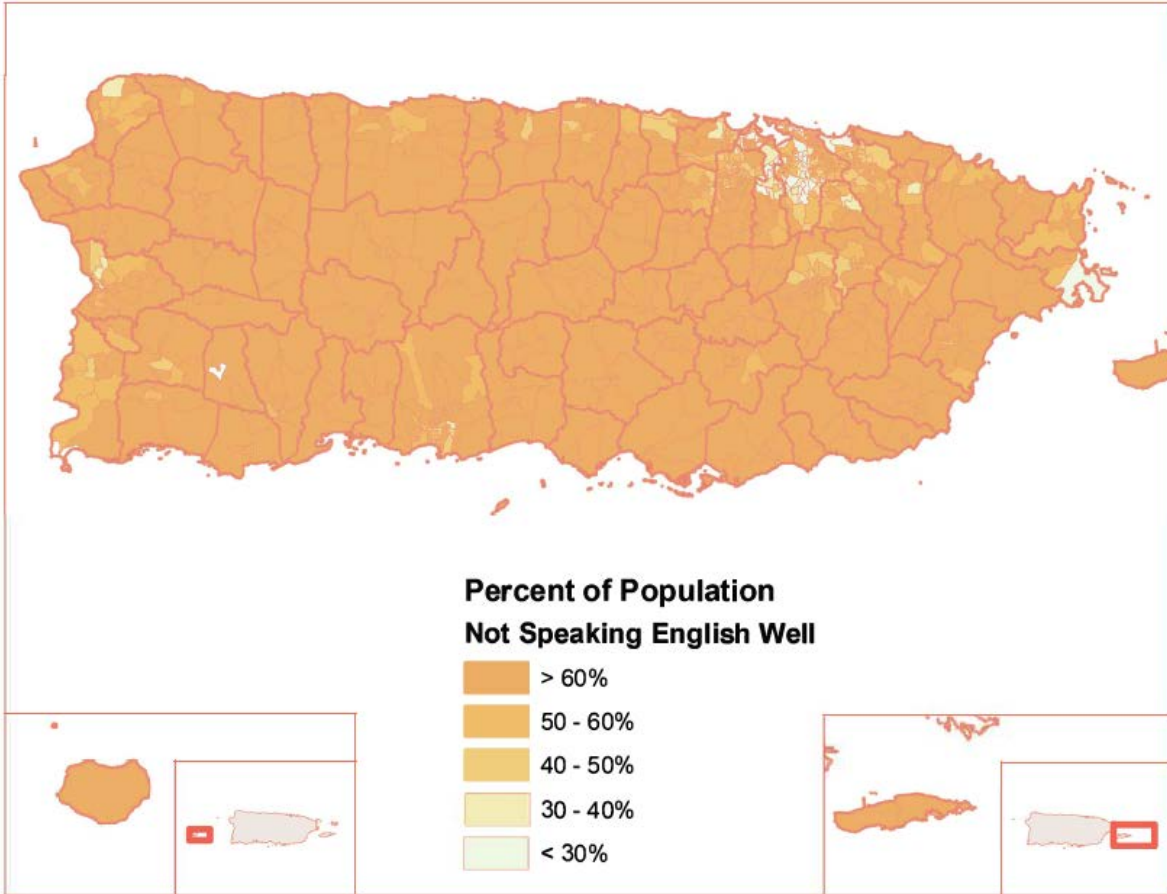 Percent of Population
Not Speaking English Well
> 60%
50 - 60%
40 - 50%
30 - 40%
< 30%